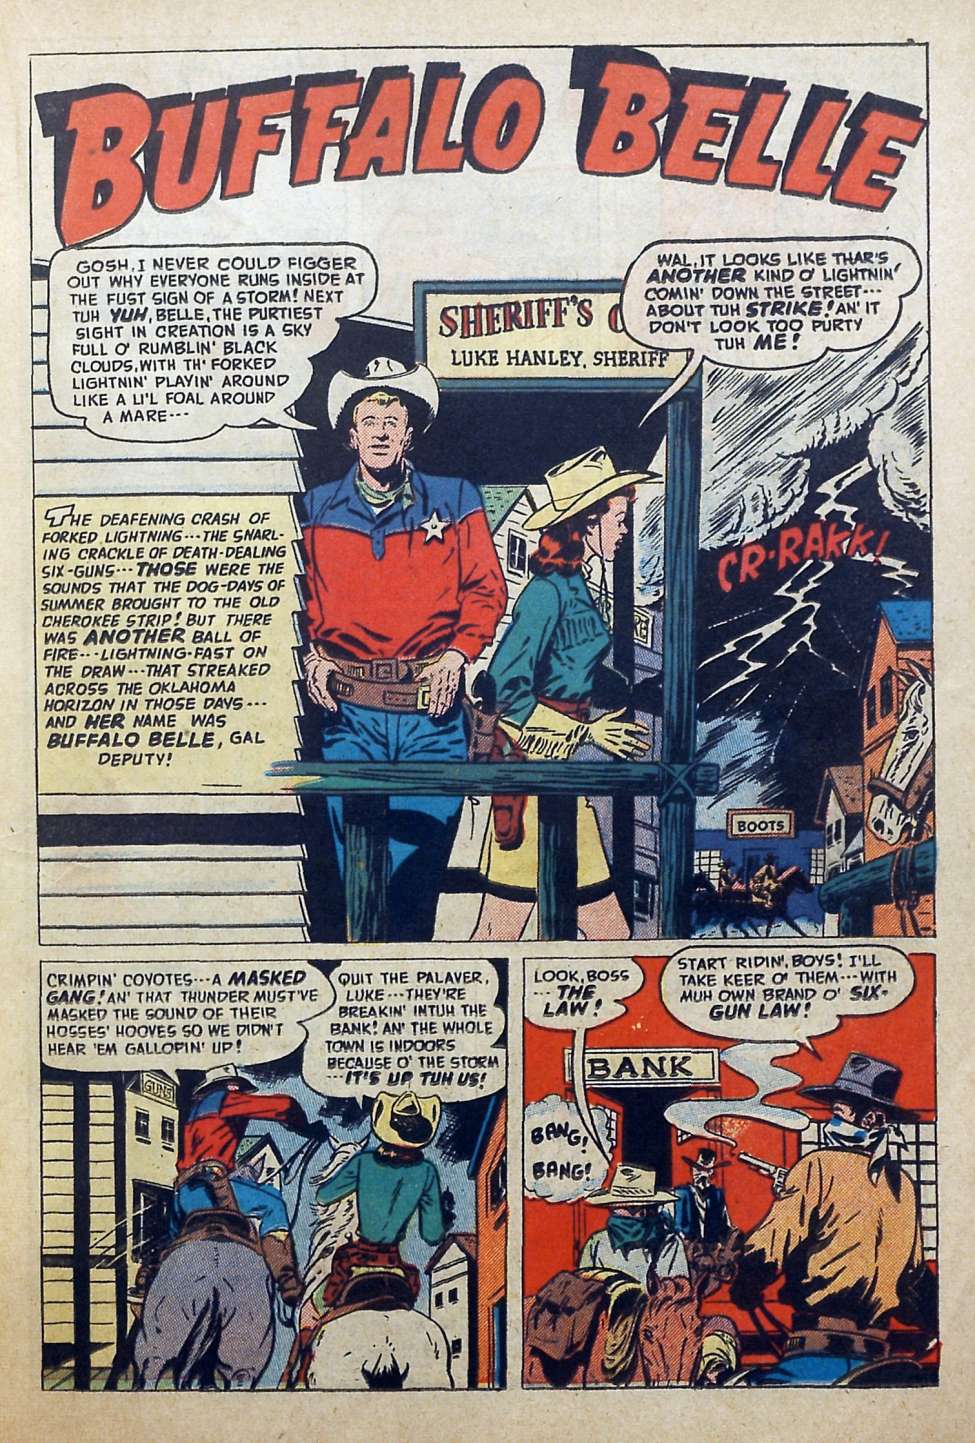 BUFFALO BELLE
GOSH, I NEVER COULD FIGGER
OUT WHY EVERYONE RUNS INSIDE
AT THE FUST SIGN OF A STORM! NEXT
TUH YUH, BELLE, THE PURTIEST
SIGHT IN CREATION IS A SKY
FULL O' RUMBLIN' BLACK
CLOUDS, WITH TH' FORKED
LIGHTNIN' PLAYIN' AROUND
LIKE A LI'L FOAL AROUND
A MARE---
WAL, IT LOOKS LIKE THAR'S
ANOTHER KIND O' LIGHTNIN'
COMIN' DOWN THE STREET--
ABOUT TUH STRIKE! AN' IT
DON'T LOOK TOO PURTY
TUH ME!
SHERIFF'S
LUKE HANLEY, SHERIFF
THE DEAFENING CRASH OF
FORKED LIGHTNING---THE SNARL-
ING CRACKLE OF DEATH-DEALING
SIX-GUNS---THOSE WERE THE
SOUNDS THAT THE DOG-DAYS OF
SUMMER BROUGHT TO THE OLD
CHEROKEE STRIP! BUT THERE
WAS ANOTHER BALL OF
FIRE---LIGHTNING-FAST ON
THE DRAW---THAT STREAKED
ACROSS THE OKLAHOMA
HORIZON IN THOSE DAYS---
AND HER NAME WAS
BUFFALO BELLE, GAL
DEPUTY!
CR-RAKK!
BOOTS
CRIMPIN' COYOTES---A MASKED
GANG! AN' THAT THUNDER MUST'VE
MASKED THE SOUND OF THEIR
HOSSES' HOOVES SO WE DIDN'T
HEAR 'EM GALLOPIN' UP!
QUIT THE PALAVER,
LUKE---THEY'RE
BREAKIN' INTUH THE
BANK! AN' THE WHOLE
TOWN IS INDOORS
BECAUSE O' THE STORM
---IT'S UP TUH US!
GUNS
LOOK, BOSS
---THE
LAW!
START RIDIN', BOYS! I'LL
TAKE KEER O' THEM---WITH
MUH OWN BRAND O' SIX-
GUN LAW!
BANK
BANG!
BANG!